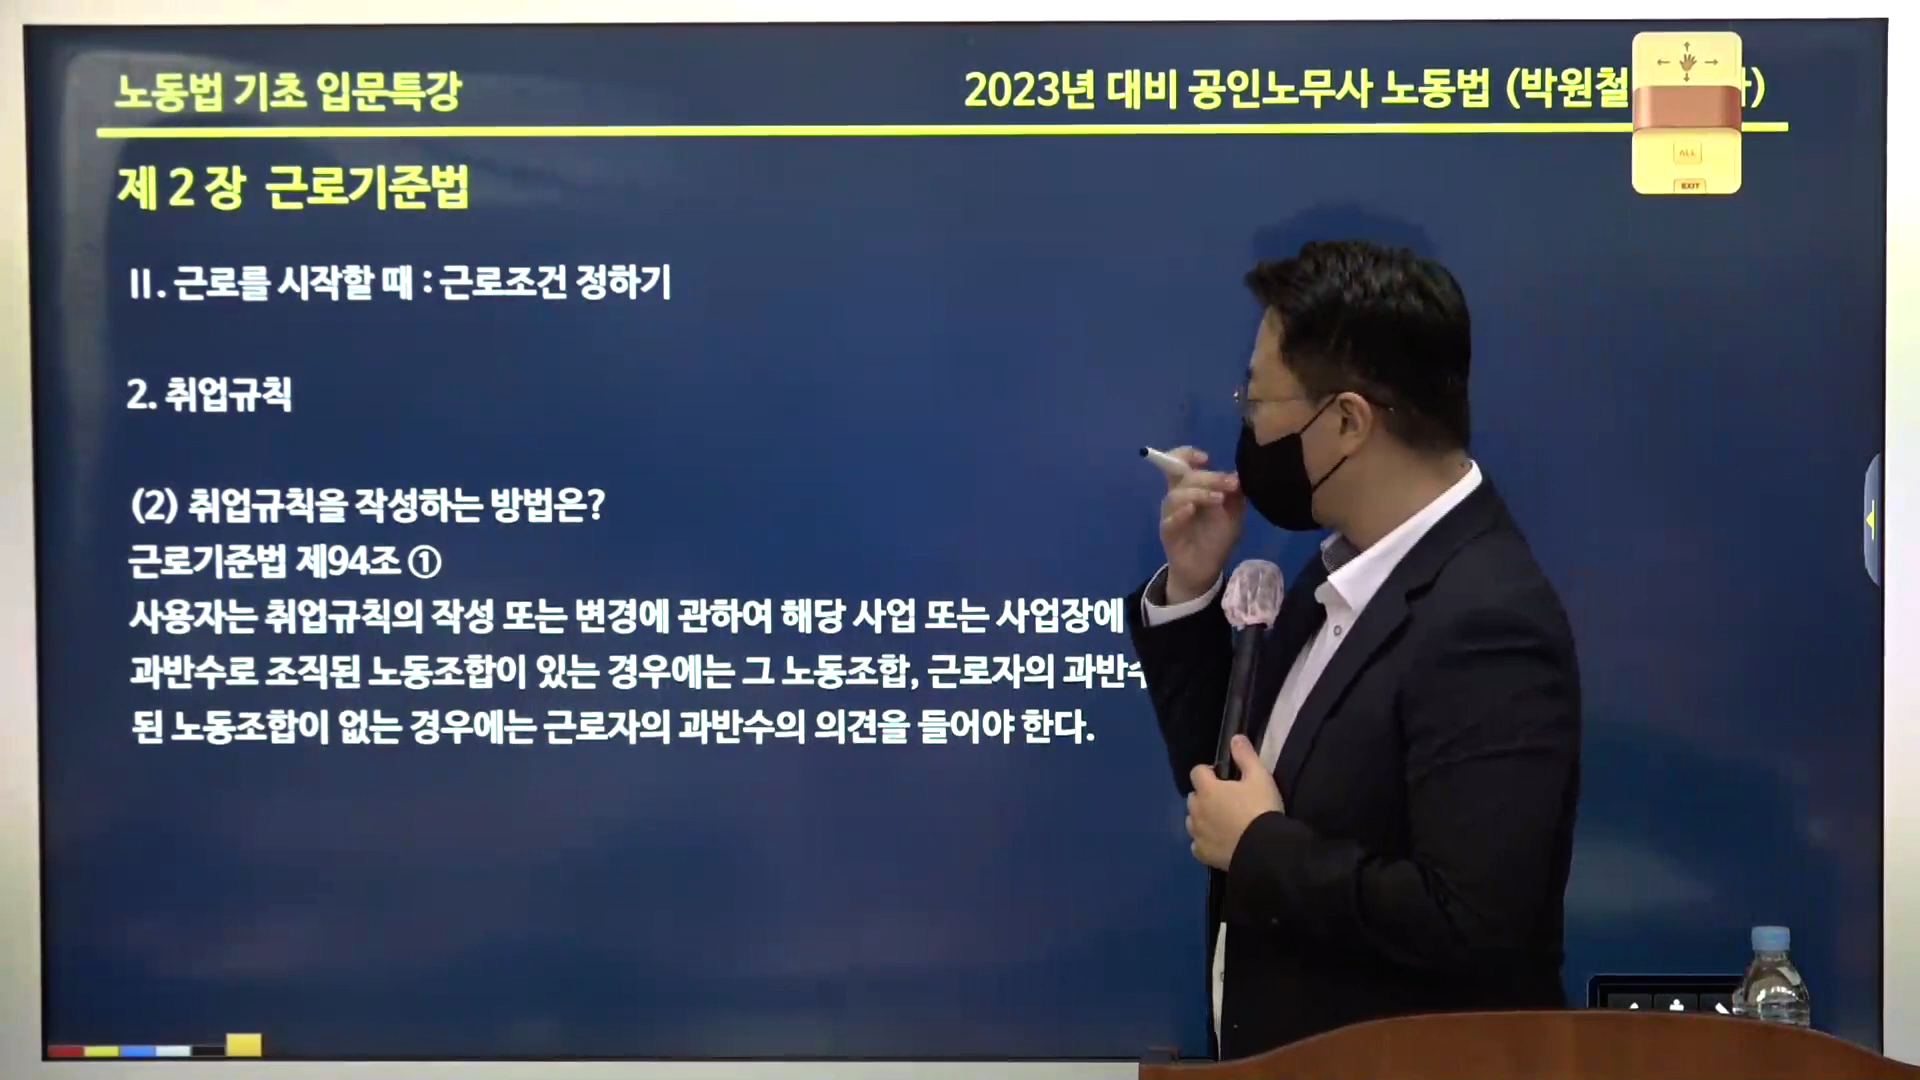 노동법 기초 입문특강
2023년 대비 공인노무사 노동법 (박원철
제 2 장 근로기준법
II. 근로를 시작할 때 : 근로조건 정하기
2. 취업규칙
(2) 취업규칙을 작성하는 방법은?
근로기준법 제94조 ①
사용자는 취업규칙의 작성 또는 변경에 관하여 해당 사업 또는 사업장에
과반수로 조직된 노동조합이 있는 경우에는 그 노동조합, 근로자의
된 노동조합이 없는 경우에는 근로자의 과반수의 의견을 들어야 한다.
ALL
EXIT